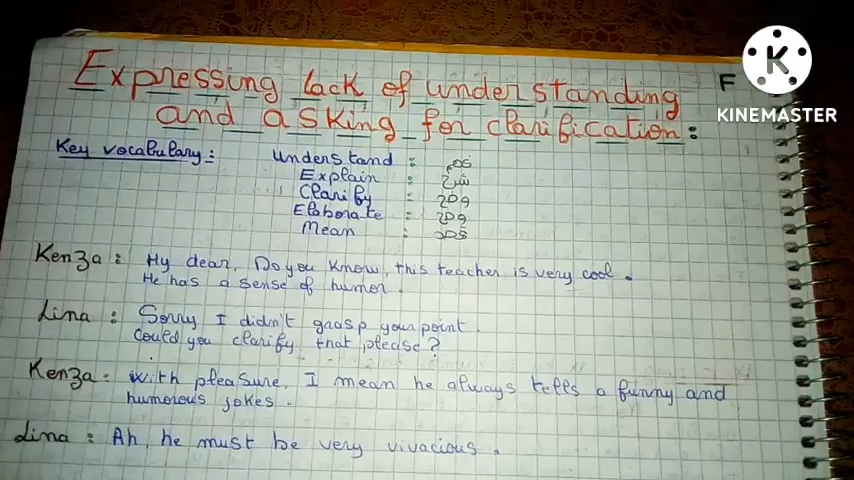 Expressing lack of understanding
and asking for clarification:
F
KINEMASTER
Key vocabulary:
Understand : فهم
Explain : شرح
Clarify : وضح
Elaborate : وضح
Mean : قصد
Kenza: Hy dear, Do you know, this teacher is very cool.
He has a sense of humor.
Lina: Sorry I didn't grasp your point.
Could you clarify that please?
Kenza: with pleasure, I mean he always tells a funny and
humorous jokes.
Lina: Ah, he must be very vivacious.